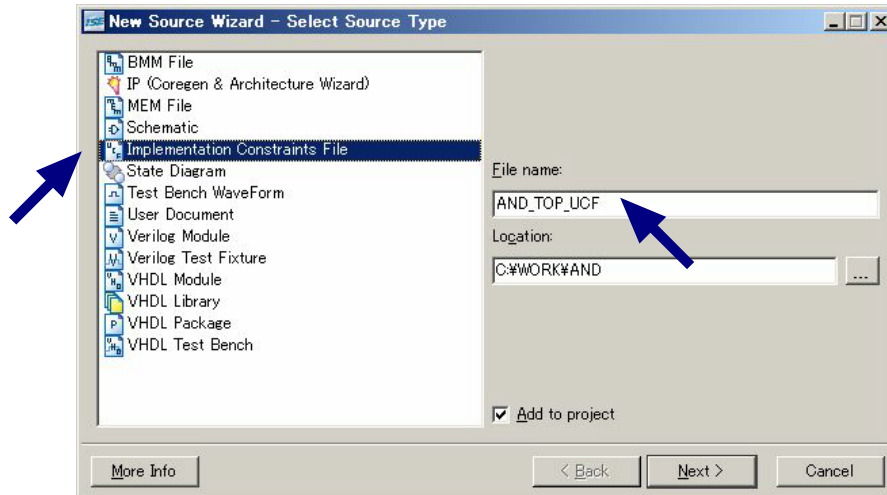 ISE New Source Wizard - Select Source Type
BMM File
IP (Coregen & Architecture Wizard)
MEM File
Schematic
Implementation Constraints File
State Diagram
Test Bench WaveForm
User Document
Verilog Module
Verilog Test Fixture
VHDL Module
VHDL Library
VHDL Package
VHDL Test Bench
File name:
AND_TOP_UCF
Location:
C:¥WORK¥AND
...
Add to project
More Info
< Back
Next >
Cancel